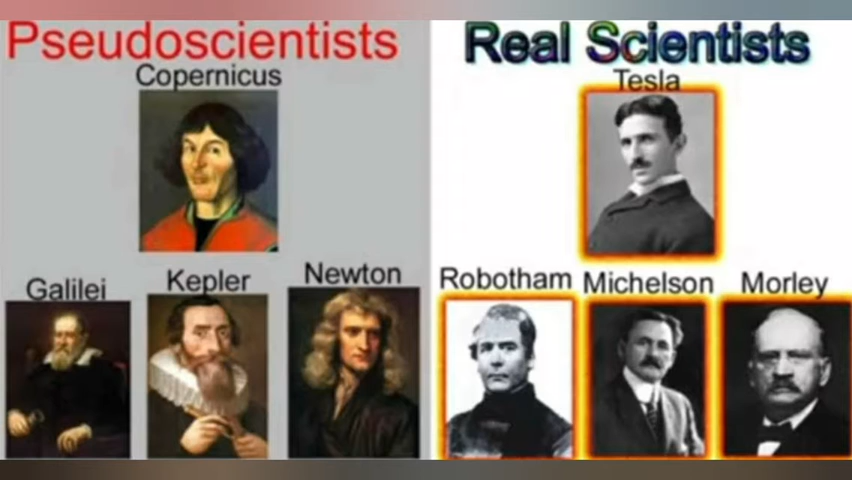 Pseudoscientists
Copernicus
Galilei
Kepler
Newton
Real Scientists
Tesla
Robotham
Michelson
Morley